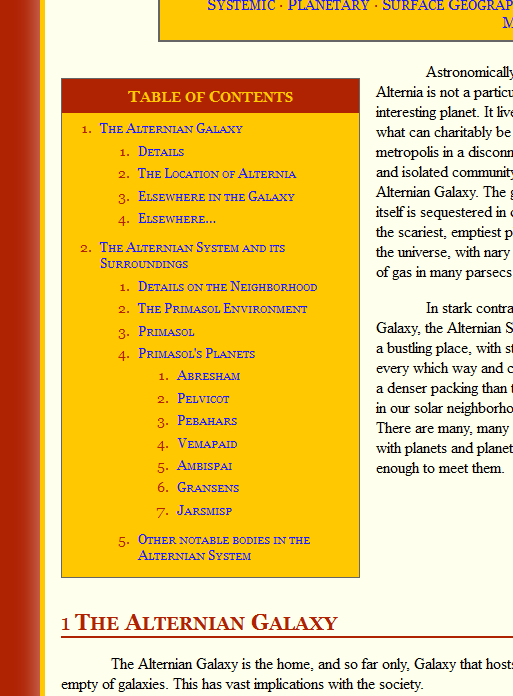 Systemic · Planetary · Surface Geograp
M
Astronomically
Alternia is not a particu
interesting planet. It live
what can charitably be
metropolis in a disconn
and isolated community
Alternian Galaxy. The g
itself is sequestered in
the scariest, emptiest p
the universe, with nary
of gas in many parsecs
In stark contra
Galaxy, the Alternian S
a bustling place, with st
every which way and c
a denser packing than t
in our solar neighborho
There are many, many
with planets and planet
enough to meet them.
Table of Contents
1. The Alternian Galaxy
1. Details
2. The Location of Alternia
3. Elsewhere in the Galaxy
4. Elsewhere...
2. The Alternian System and its
Surroundings
1. Details on the Neighborhood
2. The Primasol Environment
3. Primasol
4. Primasol's Planets
1. Abresham
2. Pelvicot
3. Pebahars
4. Vemapaid
5. Ambispai
6. Gransens
7. Jarsmisp
5. Other notable bodies in the
Alternian System
1 The Alternian Galaxy
The Alternian Galaxy is the home, and so far only, Galaxy that hosts
empty of galaxies. This has vast implications with the society.